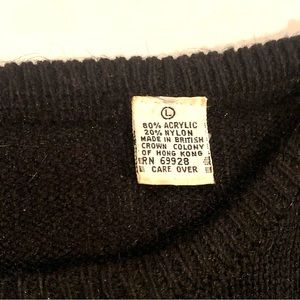 L
80% ACRYLIC
20% NYLON
MADE IN BRITISH
CROWN COLONY
OF HONG KONG
RN 69928
CARE OVER